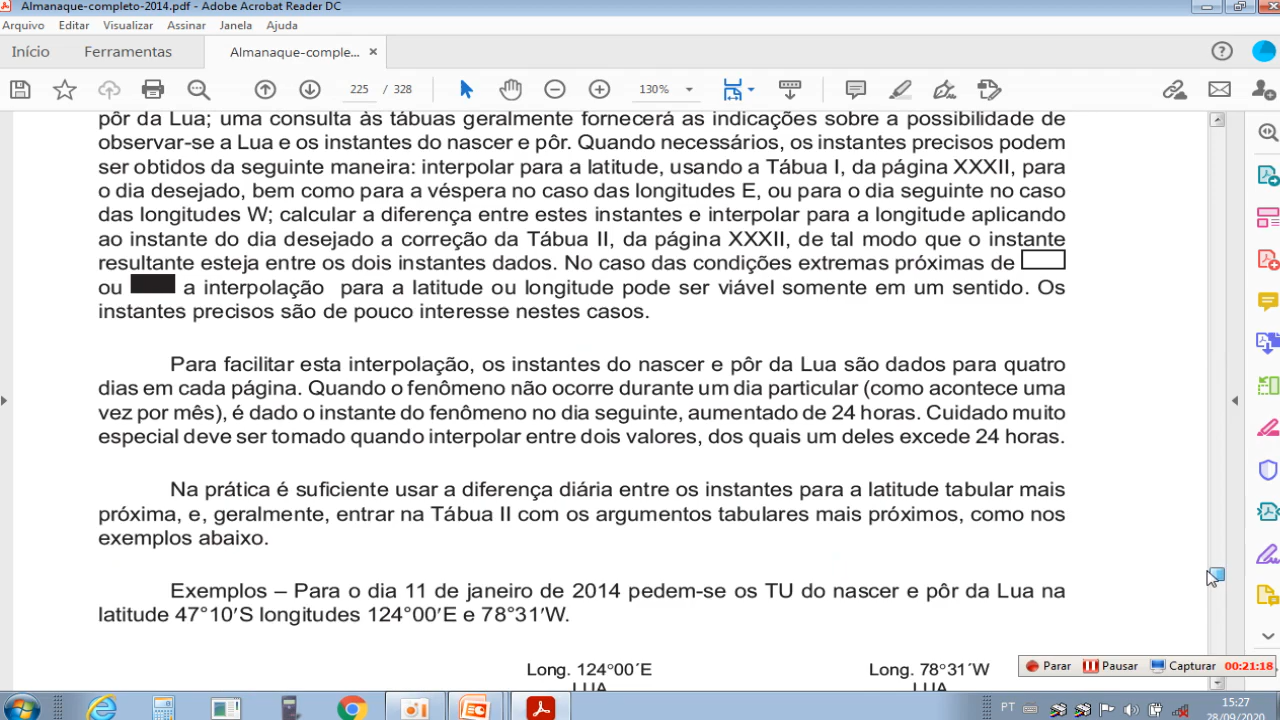 Almanaque-completo-2014.pdf - Adobe Acrobat Reader DC
Arquivo Editar Visualizar Assinar Janela Ajuda
Início Ferramentas Almanaque-comple... ×
225 / 328 130%
pôr da Lua; uma consulta às tábuas geralmente fornecerá as indicações sobre a possibilidade de
observar-se a Lua e os instantes do nascer e pôr. Quando necessários, os instantes precisos podem
ser obtidos da seguinte maneira: interpolar para a latitude, usando a Tábua I, da página XXXII, para
o dia desejado, bem como para a véspera no caso das longitudes E, ou para o dia seguinte no caso
das longitudes W; calcular a diferença entre estes instantes e interpolar para a longitude aplicando
ao instante do dia desejado a correção da Tábua II, da página XXXII, de tal modo que o instante
resultante esteja entre os dois instantes dados. No caso das condições extremas próximas de
ou a interpolação para a latitude ou longitude pode ser viável somente em um sentido. Os
instantes precisos são de pouco interesse nestes casos.
Para facilitar esta interpolação, os instantes do nascer e pôr da Lua são dados para quatro
dias em cada página. Quando o fenômeno não ocorre durante um dia particular (como acontece uma
vez por mês), é dado o instante do fenômeno no dia seguinte, aumentado de 24 horas. Cuidado muito
especial deve ser tomado quando interpolar entre dois valores, dos quais um deles excede 24 horas.
Na prática é suficiente usar a diferença diária entre os instantes para a latitude tabular mais
próxima, e, geralmente, entrar na Tábua II com os argumentos tabulares mais próximos, como nos
exemplos abaixo.
Exemplos – Para o dia 11 de janeiro de 2014 pedem-se os TU do nascer e pôr da Lua na
latitude 47°10′S longitudes 124°00′E e 78°31′W.
Long. 124°00´E Long. 78°31´W
LUA LUA
Parar Pausar Capturar 00:21:18
PT 15:27
28/09/2020